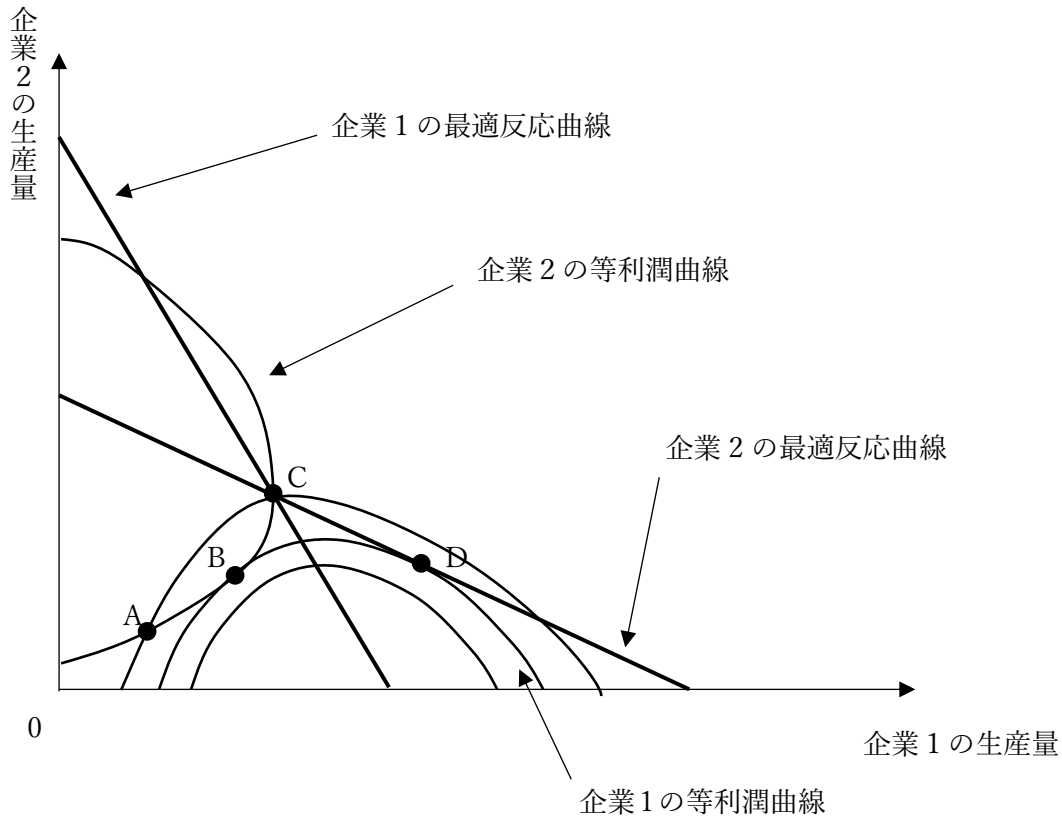 企業２の生産量
企業１の最適反応曲線
企業２の等利潤曲線
企業２の最適反応曲線
C
B
D
A
0
企業１の生産量
企業１の等利潤曲線